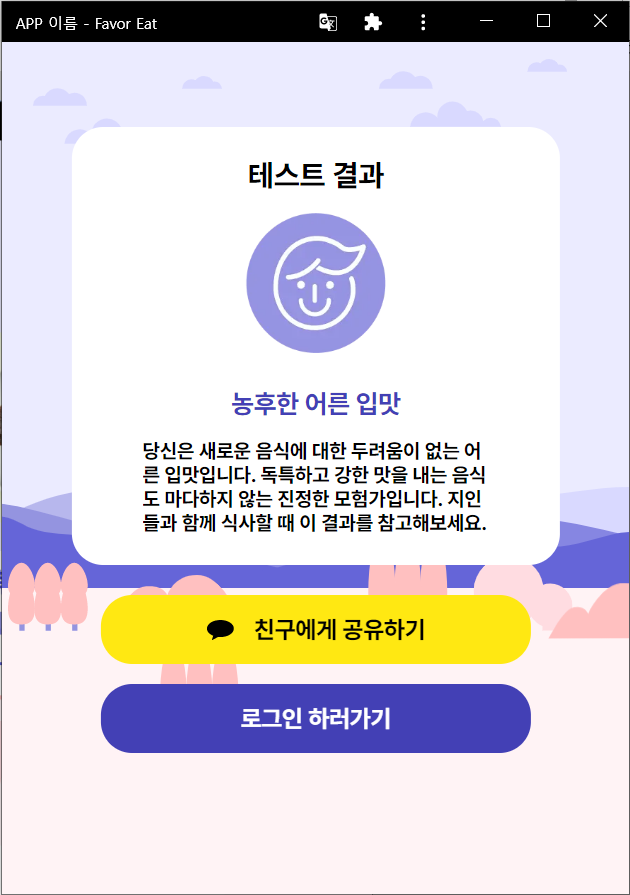 APP 이름 - Favor Eat
테스트 결과
농후한 어른 입맛
당신은 새로운 음식에 대한 두려움이 없는 어
른 입맛입니다. 독특하고 강한 맛을 내는 음식
도 마다하지 않는 진정한 모험가입니다. 지인
들과 함께 식사할 때 이 결과를 참고해보세요.
친구에게 공유하기
로그인 하러가기